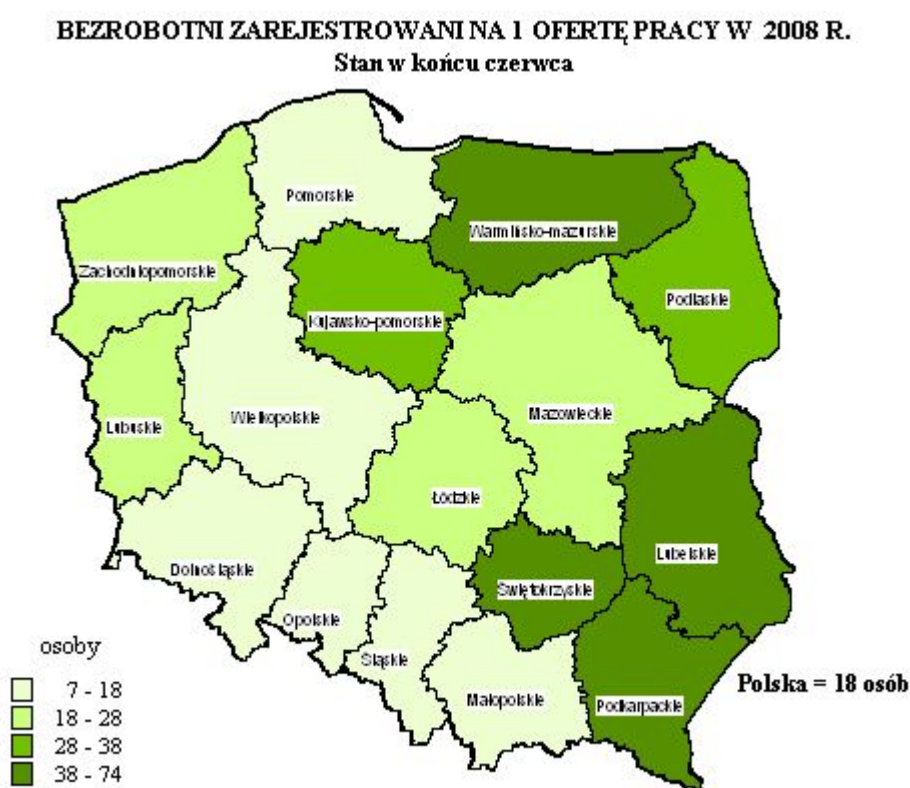 BEZROBOTNI ZAREJESTROWANI NA 1 OFERTĘ PRACY W 2008 R.
Stan w końcu czerwca
Pomorskie
Warmińsko-mazurskie
Zachodniopomorskie
Podlaskie
Kujawsko-pomorskie
Wielkopolskie
Mazowieckie
Lubuskie
Łódzkie
Lubelskie
Dolnośląskie
Świętokrzyskie
Opolskie
Śląskie
Małopolskie
Podkarpackie
Polska = 18 osób
osoby
7 - 18
18 - 28
28 - 38
38 - 74